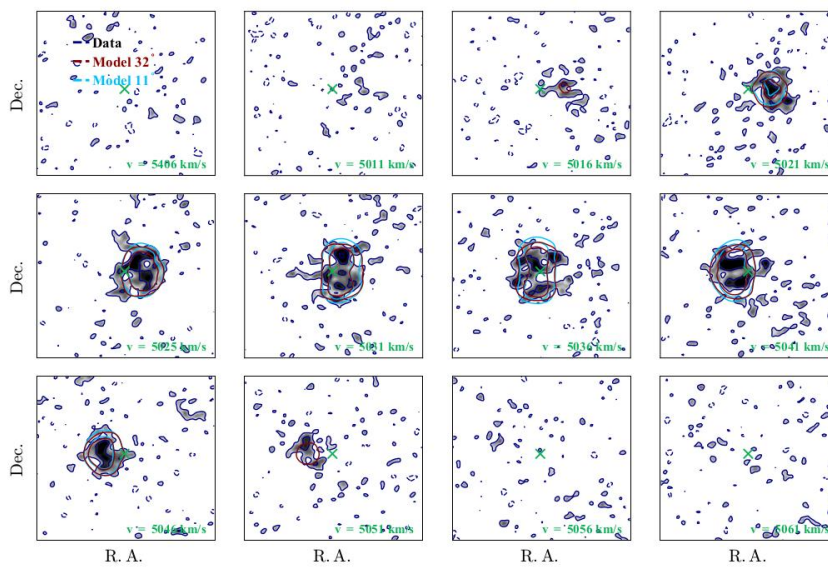 Data
Model 32
Model 11
Dec.
v = 5406 km/s
v = 5011 km/s
v = 5016 km/s
v = 5021 km/s
Dec.
v = 5025 km/s
v = 5031 km/s
v = 5036 km/s
v = 5041 km/s
Dec.
v = 5046 km/s
v = 5051 km/s
v = 5056 km/s
v = 5061 km/s
R. A.
R. A.
R. A.
R. A.